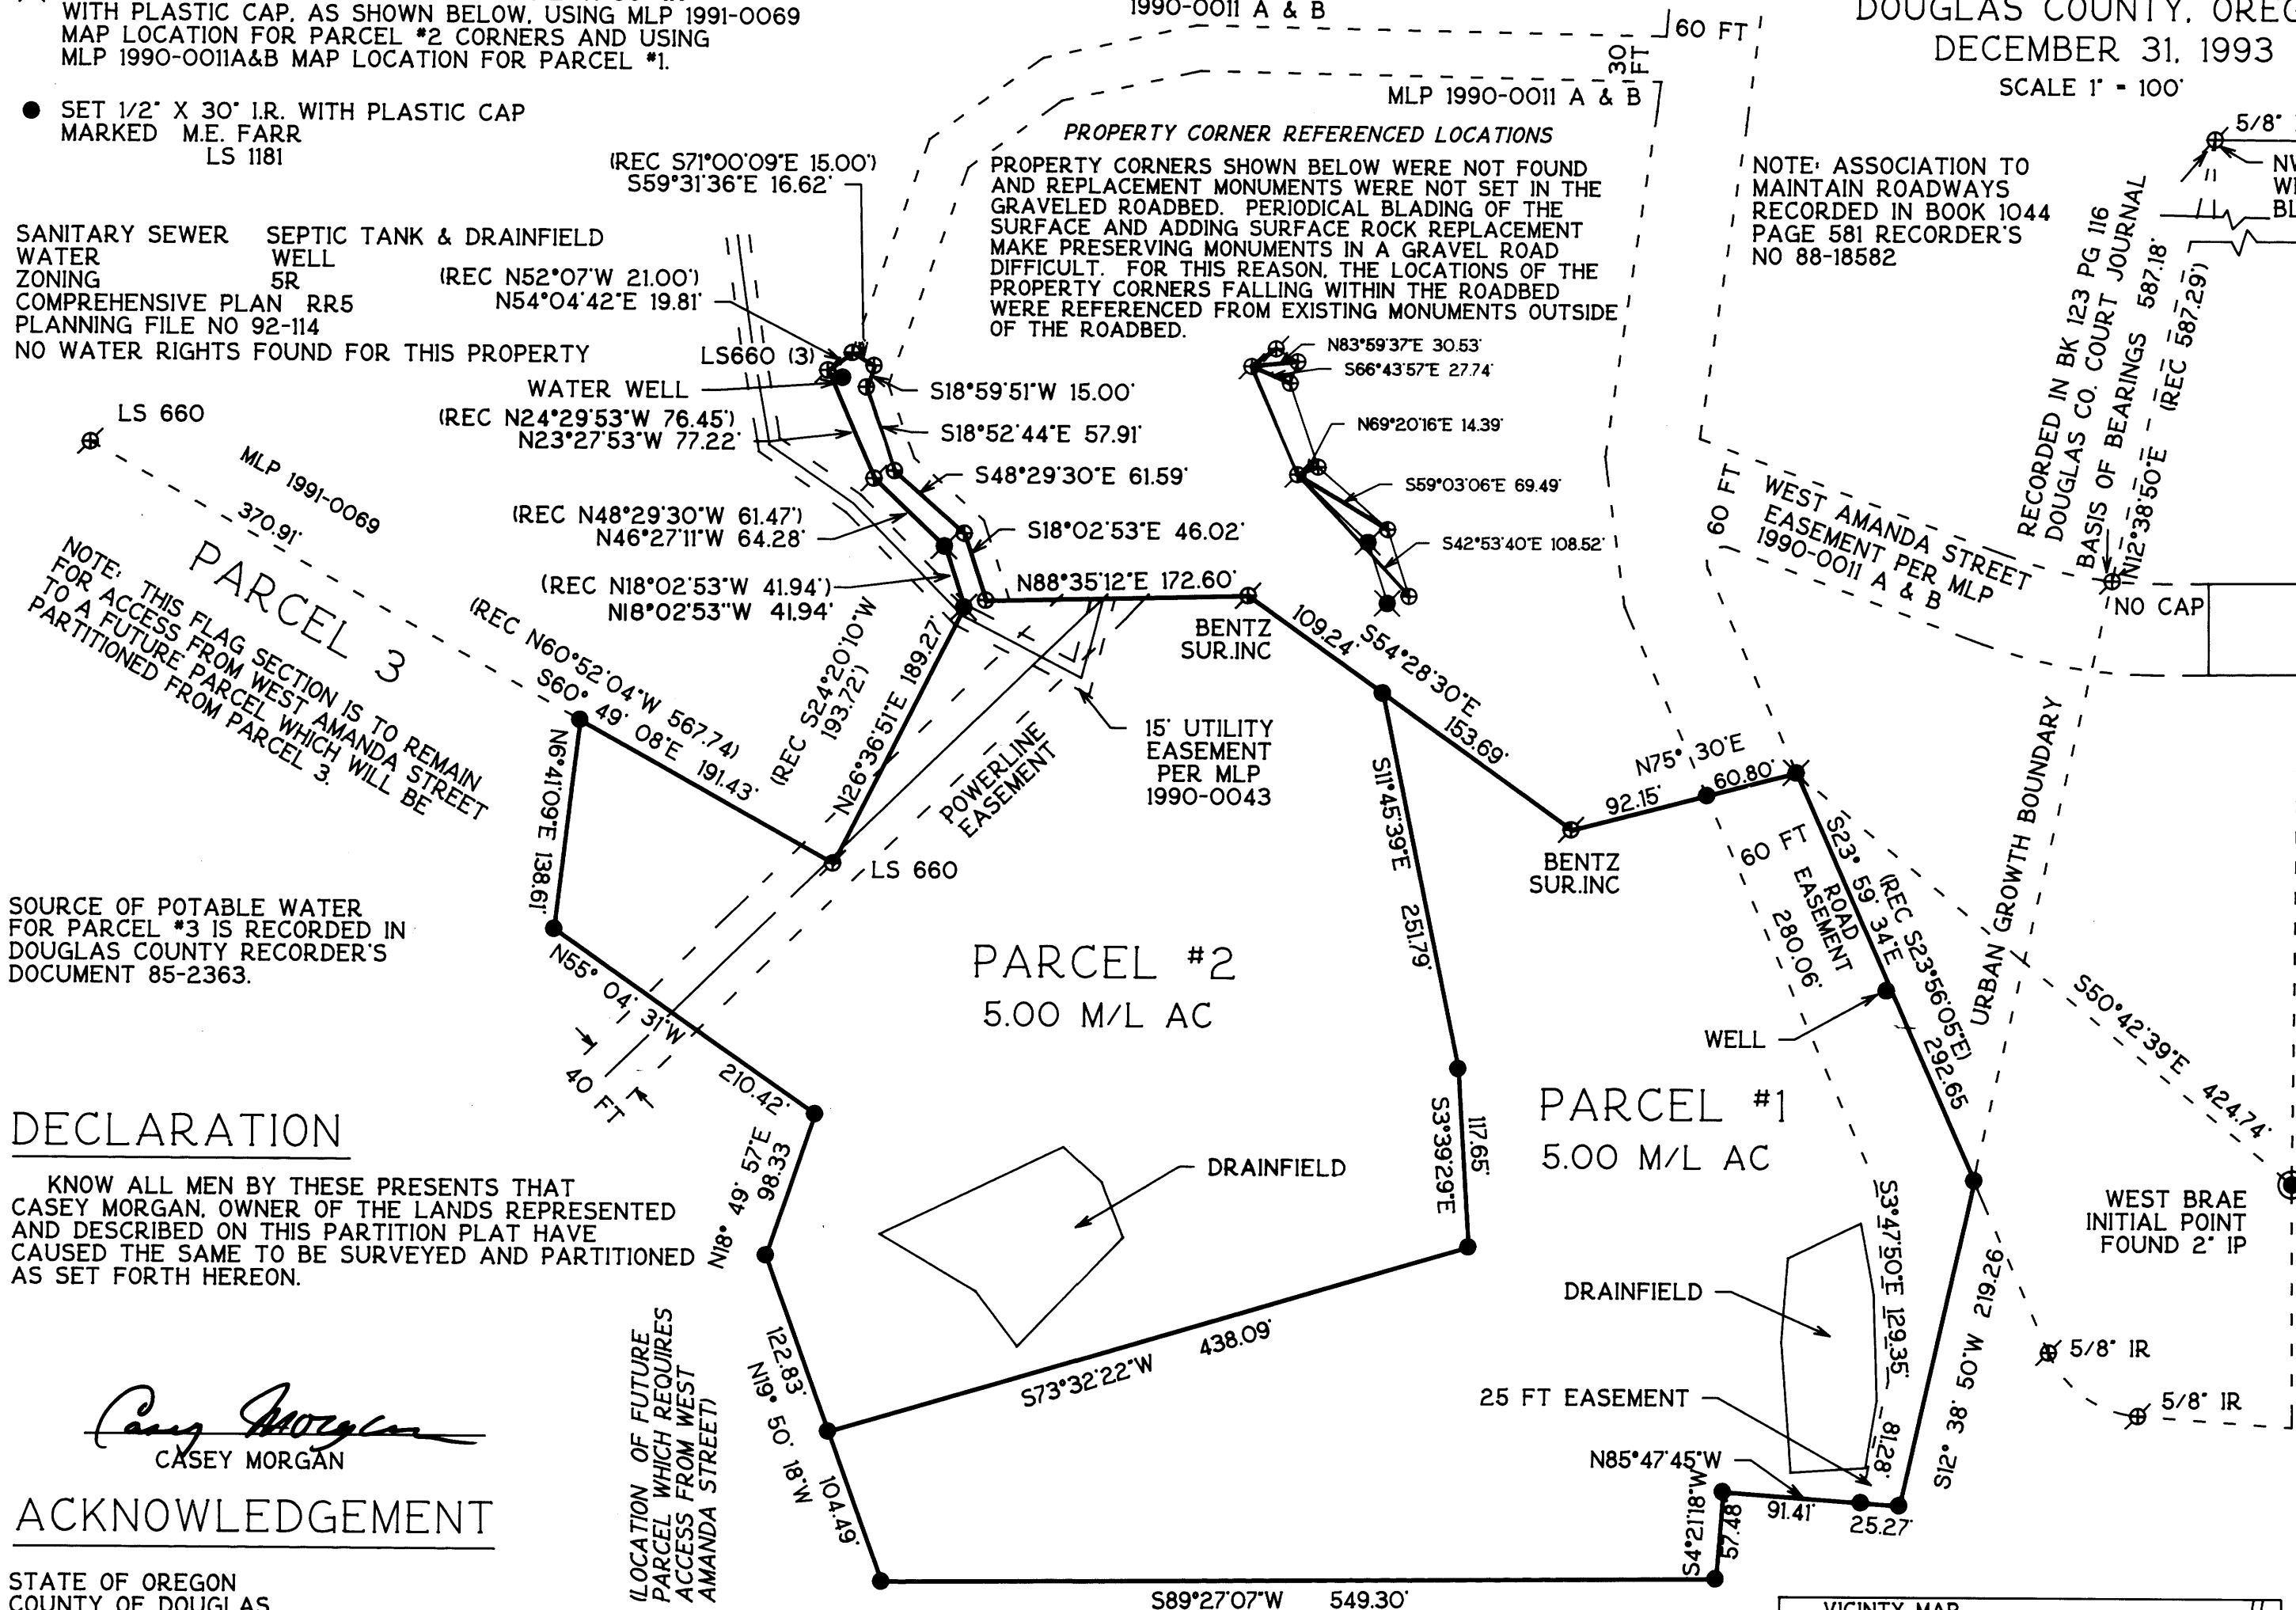 WITH PLASTIC CAP, AS SHOWN BELOW, USING MLP 1991-0069
MAP LOCATION FOR PARCEL #2 CORNERS AND USING
MLP 1990-0011A&B MAP LOCATION FOR PARCEL #1.
SET 1/2" X 30" I.R. WITH PLASTIC CAP
MARKED M.E. FARR
LS 1181
SANITARY SEWER SEPTIC TANK & DRAINFIELD
WATER WELL
ZONING 5R
COMPREHENSIVE PLAN RR5
PLANNING FILE NO 92-114
NO WATER RIGHTS FOUND FOR THIS PROPERTY
1990-0011 A & B
60 FT
30 FT
MLP 1990-0011 A & B
DOUGLAS COUNTY, OREG
DECEMBER 31, 1993
SCALE 1" = 100'
PROPERTY CORNER REFERENCED LOCATIONS
PROPERTY CORNERS SHOWN BELOW WERE NOT FOUND
AND REPLACEMENT MONUMENTS WERE NOT SET IN THE
GRAVELED ROADBED. PERIODICAL BLADING OF THE
SURFACE AND ADDING SURFACE ROCK REPLACEMENT
MAKE PRESERVING MONUMENTS IN A GRAVEL ROAD
DIFFICULT. FOR THIS REASON, THE LOCATIONS OF THE
PROPERTY CORNERS FALLING WITHIN THE ROADBED
WERE REFERENCED FROM EXISTING MONUMENTS OUTSIDE
OF THE ROADBED.
NOTE: ASSOCIATION TO
MAINTAIN ROADWAYS
RECORDED IN BOOK 1044
PAGE 581 RECORDER'S
NO 88-18582
5/8"
RECORDED IN BK 123 PG 116
DOUGLAS CO. COURT JOURNAL
BASIS OF BEARINGS 587.18'
N12°38'50"E (REC 587.29')
(REC S71°00'09"E 15.00')
S59°31'36"E 16.62'
(REC N52°07'W 21.00')
N54°04'42"E 19.81'
LS660 (3)
WATER WELL
(REC N24°29'53"W 76.45')
N23°27'53"W 77.22'
(REC N48°29'30"W 61.47')
N46°27'11"W 64.28'
(REC N18°02'53"W 41.94')
N18°02'53"W 41.94'
S18°59'51"W 15.00'
S18°52'44"E 57.91'
S48°29'30"E 61.59'
S18°02'53"E 46.02'
N88°35'12"E 172.60'
N83°59'37"E 30.53'
S66°43'57"E 27.74'
N69°20'16"E 14.39'
S59°03'06"E 69.49'
S42°53'40"E 108.52'
LS 660
MLP 1991-0069
370.91'
PARCEL 3
NOTE: THIS FLAG SECTION IS TO REMAIN
FOR ACCESS FROM WEST AMANDA STREET
TO A FUTURE PARCEL WHICH WILL BE
PARTITIONED FROM PARCEL 3.
(REC N60°52'04"W 567.74)
S60° 49' 08"E 191.43'
(REC S24°20'10"W
193.72')
N26°36'51"E 189.27'
BENTZ
SUR.INC
109.24'
S54°28'30"E
153.69'
60 FT
WEST AMANDA STREET
EASEMENT PER MLP
1990-0011 A & B
NO CAP
15' UTILITY
EASEMENT
PER MLP
1990-0043
POWERLINE
EASEMENT
LS 660
N6°41'09"E 138.61'
N75° 30'E
92.15'
60.80'
BENTZ
SUR.INC
S11°45'39"E
251.79'
60 FT
ROAD
EASEMENT
280.06'
S23° 59' 34"E
(REC S23°56'05"E)
292.65
URBAN GROWTH BOUNDARY
S50°42'39"E 424.74'
WELL
SOURCE OF POTABLE WATER
FOR PARCEL #3 IS RECORDED IN
DOUGLAS COUNTY RECORDER'S
DOCUMENT 85-2363.
N55° 04' 31"W
210.42'
40 FT
PARCEL #2
5.00 M/L AC
PARCEL #1
5.00 M/L AC
S3°39'29"E
117.65'
DECLARATION
KNOW ALL MEN BY THESE PRESENTS THAT
CASEY MORGAN, OWNER OF THE LANDS REPRESENTED
AND DESCRIBED ON THIS PARTITION PLAT HAVE
CAUSED THE SAME TO BE SURVEYED AND PARTITIONED
AS SET FORTH HEREON.
N18° 49' 57"E
98.33
DRAINFIELD
WEST BRAE
INITIAL POINT
FOUND 2" IP
DRAINFIELD
S3°47'50"E 129.35'
81.28'
S12° 38' 50"W 219.26
5/8" IR
5/8" IR
25 FT EASEMENT
N85°47'45"W
91.41'
25.27'
S4°21'18"W
57.48'
122.83'
N19° 50' 18"W
104.49'
S73°32'22"W
438.09'
(LOCATION OF FUTURE
PARCEL WHICH REQUIRES
ACCESS FROM WEST
AMANDA STREET)
Casey Morgan
CASEY MORGAN
ACKNOWLEDGEMENT
STATE OF OREGON
COUNTY OF DOUGLAS
S89°27'07"W 549.30'
VICINTY MAP